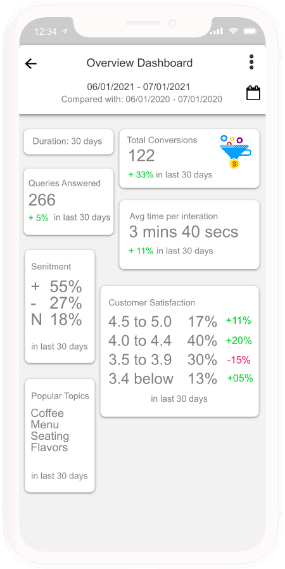 12:34
Overview Dashboard
06/01/2021 - 07/01/2021
Compared with: 06/01/2020 - 07/01/2020
Duration: 30 days
Total Conversions
122
+ 33% in last 30 days
$
Queries Answered
266
+ 5% in last 30 days
Avg time per interation
3 mins 40 secs
+ 11% in last 30 days
Senitment
+ 55%
- 27%
N 18%
in last 30 days
Customer Satisfaction
4.5 to 5.0 17% +11%
4.0 to 4.4 40% +20%
3.5 to 3.9 30% -15%
3.4 below 13% +05%
in last 30 days
Popular Topics
Coffee
Menu
Seating
Flavors
in last 30 days